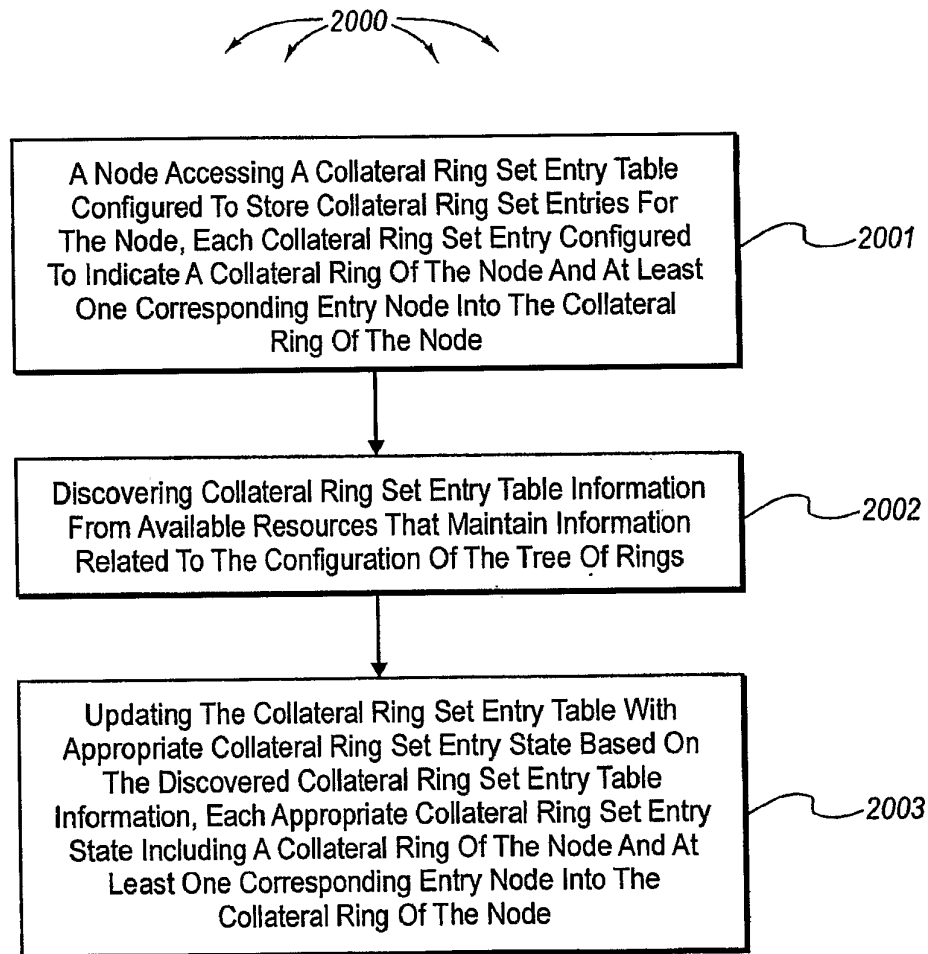 2000
A Node Accessing A Collateral Ring Set Entry Table
Configured To Store Collateral Ring Set Entries For
The Node, Each Collateral Ring Set Entry Configured
To Indicate A Collateral Ring Of The Node And At Least
One Corresponding Entry Node Into The Collateral
Ring Of The Node
2001
Discovering Collateral Ring Set Entry Table Information
From Available Resources That Maintain Information
Related To The Configuration Of The Tree Of Rings
2002
Updating The Collateral Ring Set Entry Table With
Appropriate Collateral Ring Set Entry State Based On
The Discovered Collateral Ring Set Entry Table
Information, Each Appropriate Collateral Ring Set Entry
State Including A Collateral Ring Of The Node And At
Least One Corresponding Entry Node Into The
Collateral Ring Of The Node
2003